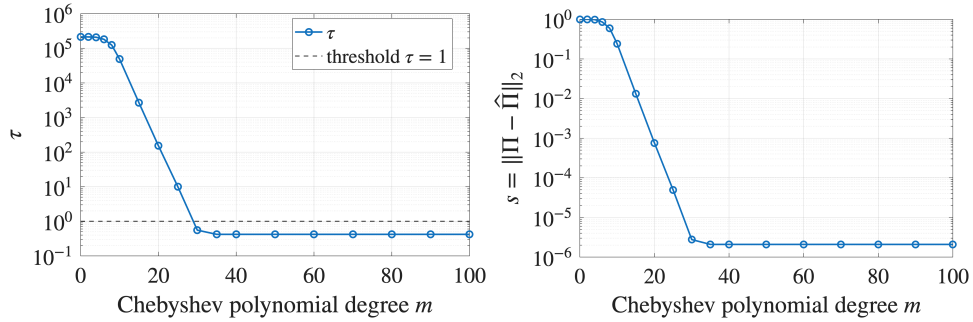 10^6
10^5
10^4
10^3
10^2
10^1
10^0
10^{-1}
τ
τ
threshold τ = 1
0 20 40 60 80 100
Chebyshev polynomial degree m
10^0
10^{-1}
10^{-2}
10^{-3}
10^{-4}
10^{-5}
10^{-6}
s = ||Π − Π̂||_2
0 20 40 60 80 100
Chebyshev polynomial degree m